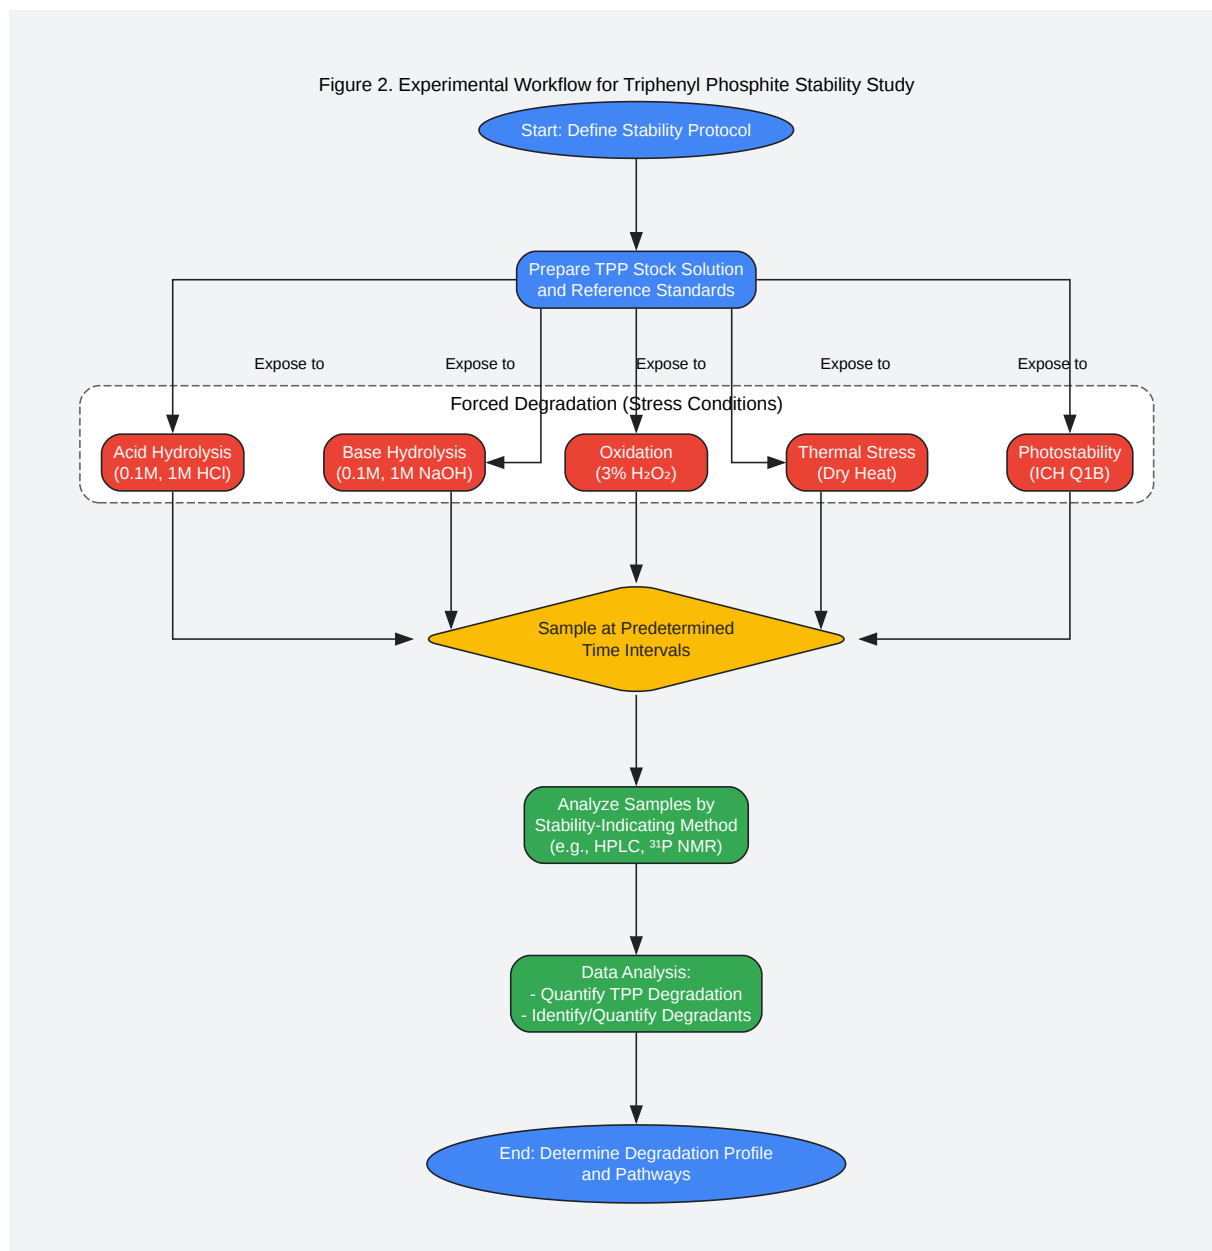 Figure 2. Experimental Workflow for Triphenyl Phosphite Stability Study
Start: Define Stability Protocol
Prepare TPP Stock Solution
and Reference Standards
Expose to
Expose to
Expose to
Expose to
Expose to
Forced Degradation (Stress Conditions)
Acid Hydrolysis
(0.1M, 1M HCl)
Base Hydrolysis
(0.1M, 1M NaOH)
Oxidation
(3% H₂O₂)
Thermal Stress
(Dry Heat)
Photostability
(ICH Q1B)
Sample at Predetermined
Time Intervals
Analyze Samples by
Stability-Indicating Method
(e.g., HPLC, ³¹P NMR)
Data Analysis:
- Quantify TPP Degradation
- Identify/Quantify Degradants
End: Determine Degradation Profile
and Pathways